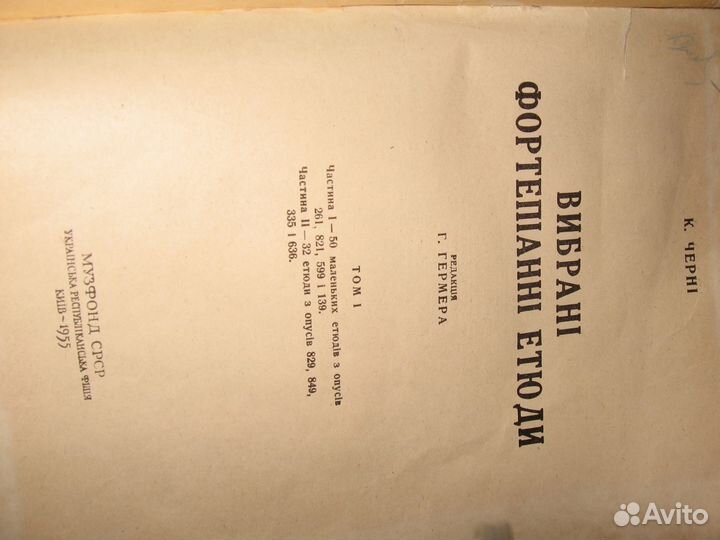 К. ЧЕРНІ
ВИБРАНІ
ФОРТЕПІАННІ ЕТЮДИ
РЕДАКЦІЯ
Г. ГЕРМЕРА
ТОМ І
Частина І — 50 маленьких етюдів з опусів
261, 821, 599 і 139.
Частина ІІ — 32 етюди з опусів 829, 849,
335 і 636.
МУЗФОНД СРСР
УКРАЇНСЬКА РЕСПУБЛІКАНСЬКА ФІЛІЯ
КИЇВ — 1955
Avito